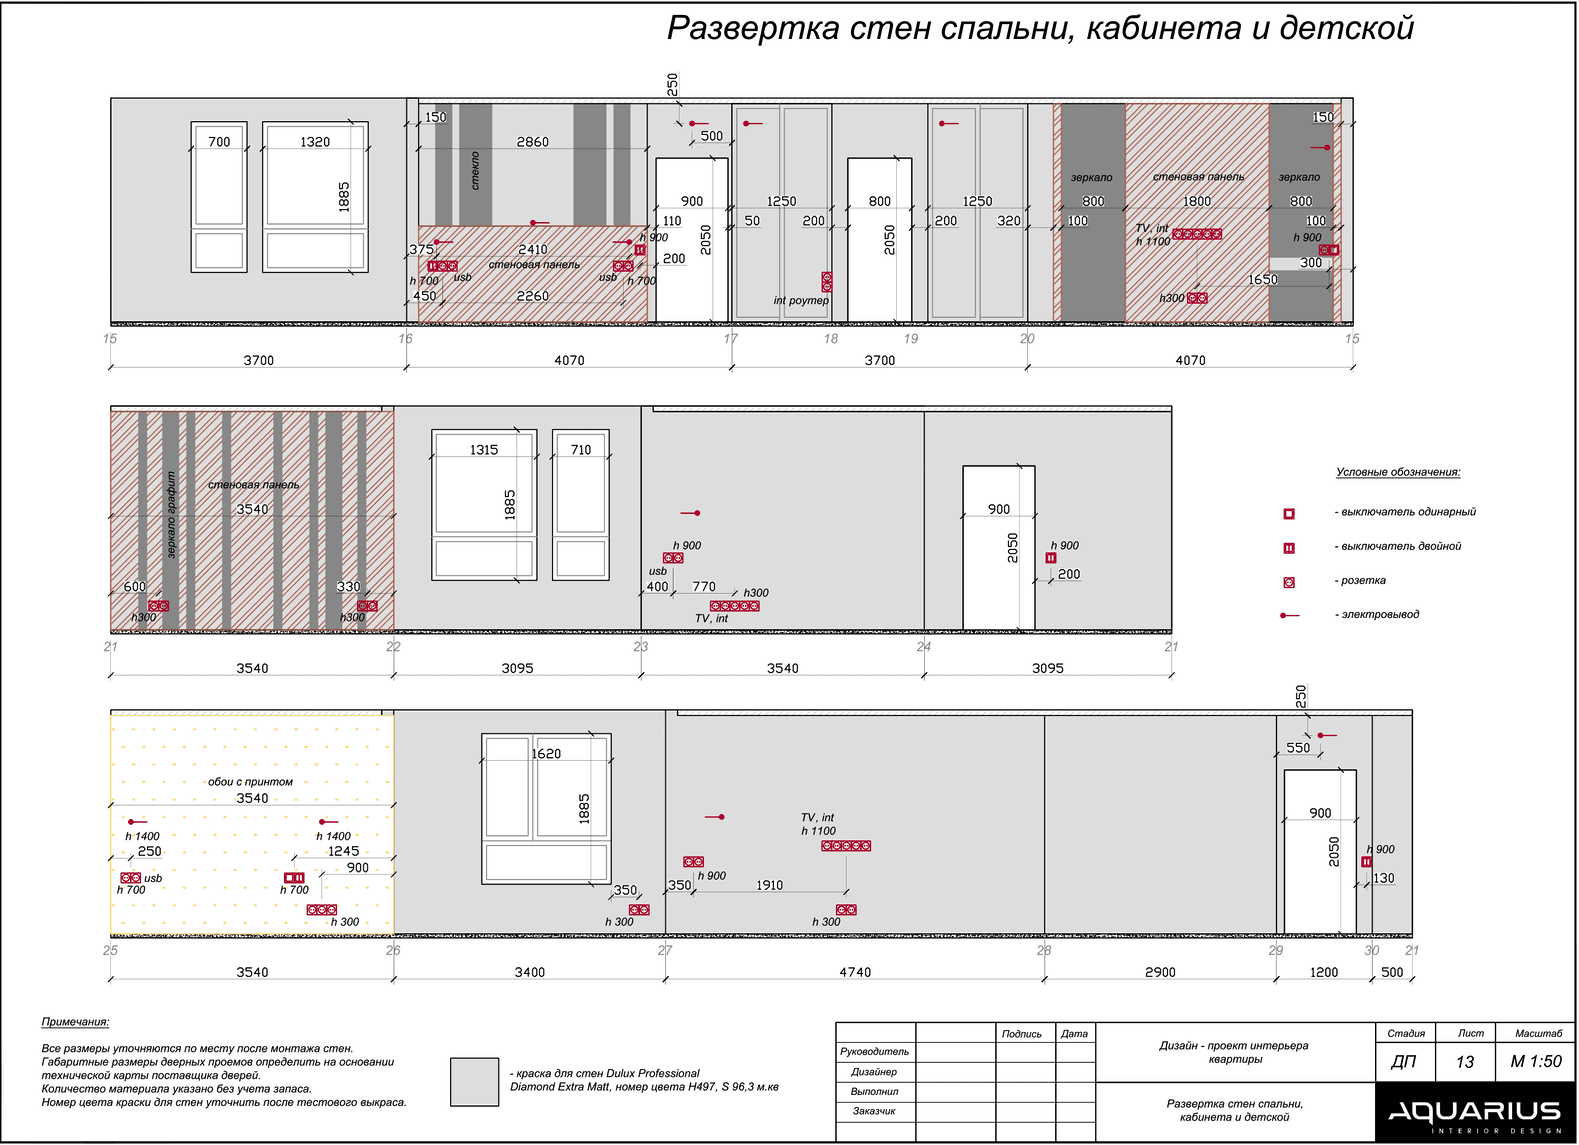 Развертка стен спальни, кабинета и детской
250
150
150
700
1320
2860
500
стекло
1885
зеркало
стеновая панель
зеркало
900
1250
800
1250
800
1800
800
110
50
200
200
320
100
100
2050
2050
375
2410
h 900
TV, int
h 1100
h 900
200
стеновая панель
300
h 700
usb
usb
h 700
1650
450
2260
int роутер
h300
15
16
17
18
19
20
15
3700
4070
3700
4070
1315
710
стеновая панель
зеркало графит
1885
3540
900
2050
h 900
h 900
usb
200
600
330
400
770
h300
h300
h300
TV, int
21
22
23
24
21
3540
3095
3540
3095
Условные обозначения:
- выключатель одинарный
- выключатель двойной
- розетка
- электровывод
250
550
1620
обои с принтом
3540
1885
TV, int
h 1100
900
2050
h 1400
h 1400
250
1245
h 900
900
usb
h 900
130
h 700
h 700
350
350
1910
h 300
h 300
h 300
25
26
27
28
29
30
21
3540
3400
4740
2900
1200
500
Примечания:
Все размеры уточняются по месту после монтажа стен.
Габаритные размеры дверных проемов определить на основании
технической карты поставщика дверей.
Количество материала указано без учета запаса.
Номер цвета краски для стен уточнить после тестового выкраса.
- краска для стен Dulux Professional
Diamond Extra Matt, номер цвета H497, S 96,3 м.кв
Подпись
Дата
Руководитель
Дизайнер
Выполнил
Заказчик
Дизайн - проект интерьера
квартиры
Стадия
Лист
Масштаб
ДП
13
М 1:50
Развертка стен спальни,
кабинета и детской
AQUARIUS
INTERIOR DESIGN